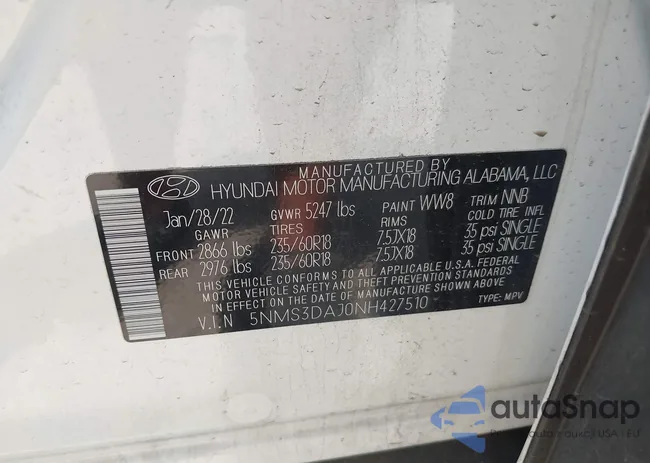 MANUFACTURED BY
HYUNDAI MOTOR MANUFACTURING ALABAMA, LLC
Jan/28/22 GVWR 5247 lbs PAINT WW8 TRIM NNB
GAWR TIRES RIMS COLD TIRE INFL
FRONT 2866 lbs 235/60R18 7.5JX18 35 psi SINGLE
REAR 2976 lbs 235/60R18 7.5JX18 35 psi SINGLE
THIS VEHICLE CONFORMS TO ALL APPLICABLE U.S.A. FEDERAL
MOTOR VEHICLE SAFETY AND THEFT PREVENTION STANDARDS
IN EFFECT ON THE DATE OF MANUFACTURE SHOWN ABOVE.
V.I.N 5NMS3DAJ0NH427510 TYPE: MPV
autoSnap
USA - EU